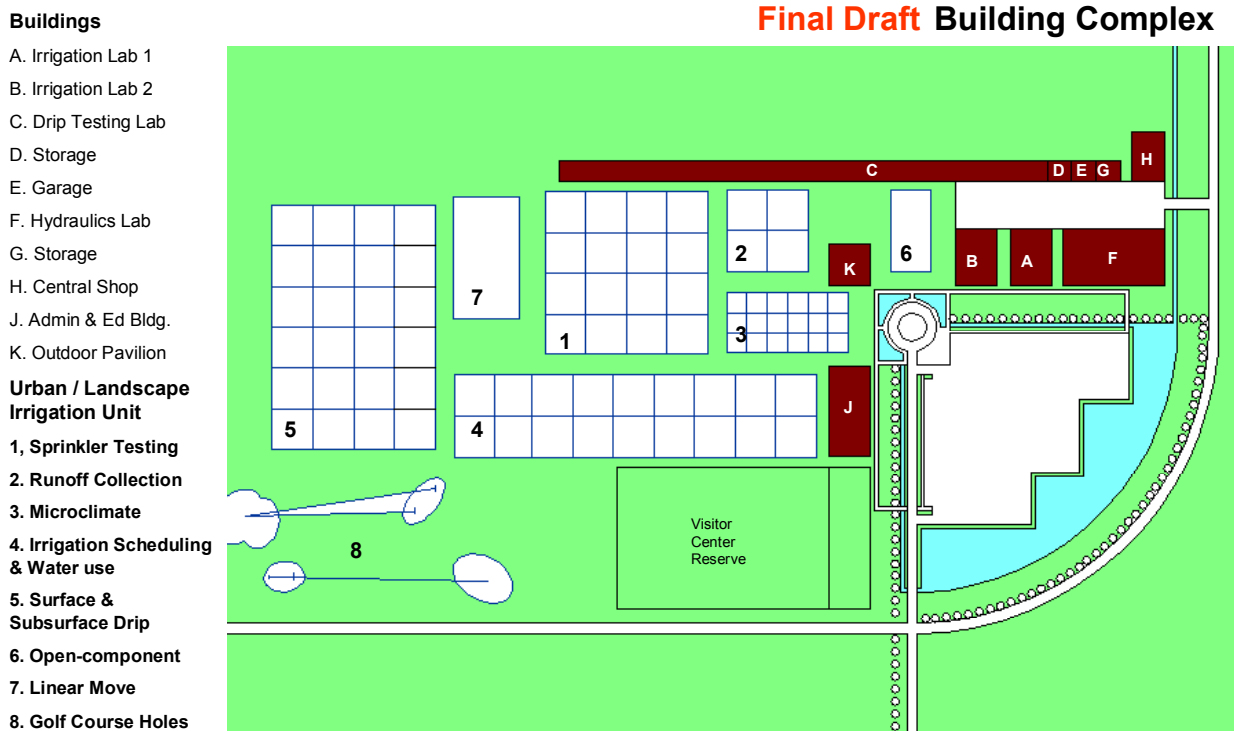 Final Draft Building Complex
Buildings
A. Irrigation Lab 1
B. Irrigation Lab 2
C. Drip Testing Lab
D. Storage
E. Garage
F. Hydraulics Lab
G. Storage
H. Central Shop
J. Admin & Ed Bldg.
K. Outdoor Pavilion
Urban / Landscape
Irrigation Unit
1, Sprinkler Testing
2. Runoff Collection
3. Microclimate
4. Irrigation Scheduling
& Water use
5. Surface &
Subsurface Drip
6. Open-component
7. Linear Move
8. Golf Course Holes
H
C D E G
2
6
K
B A F
7
3
1
J
5
4
Visitor
Center
Reserve
8